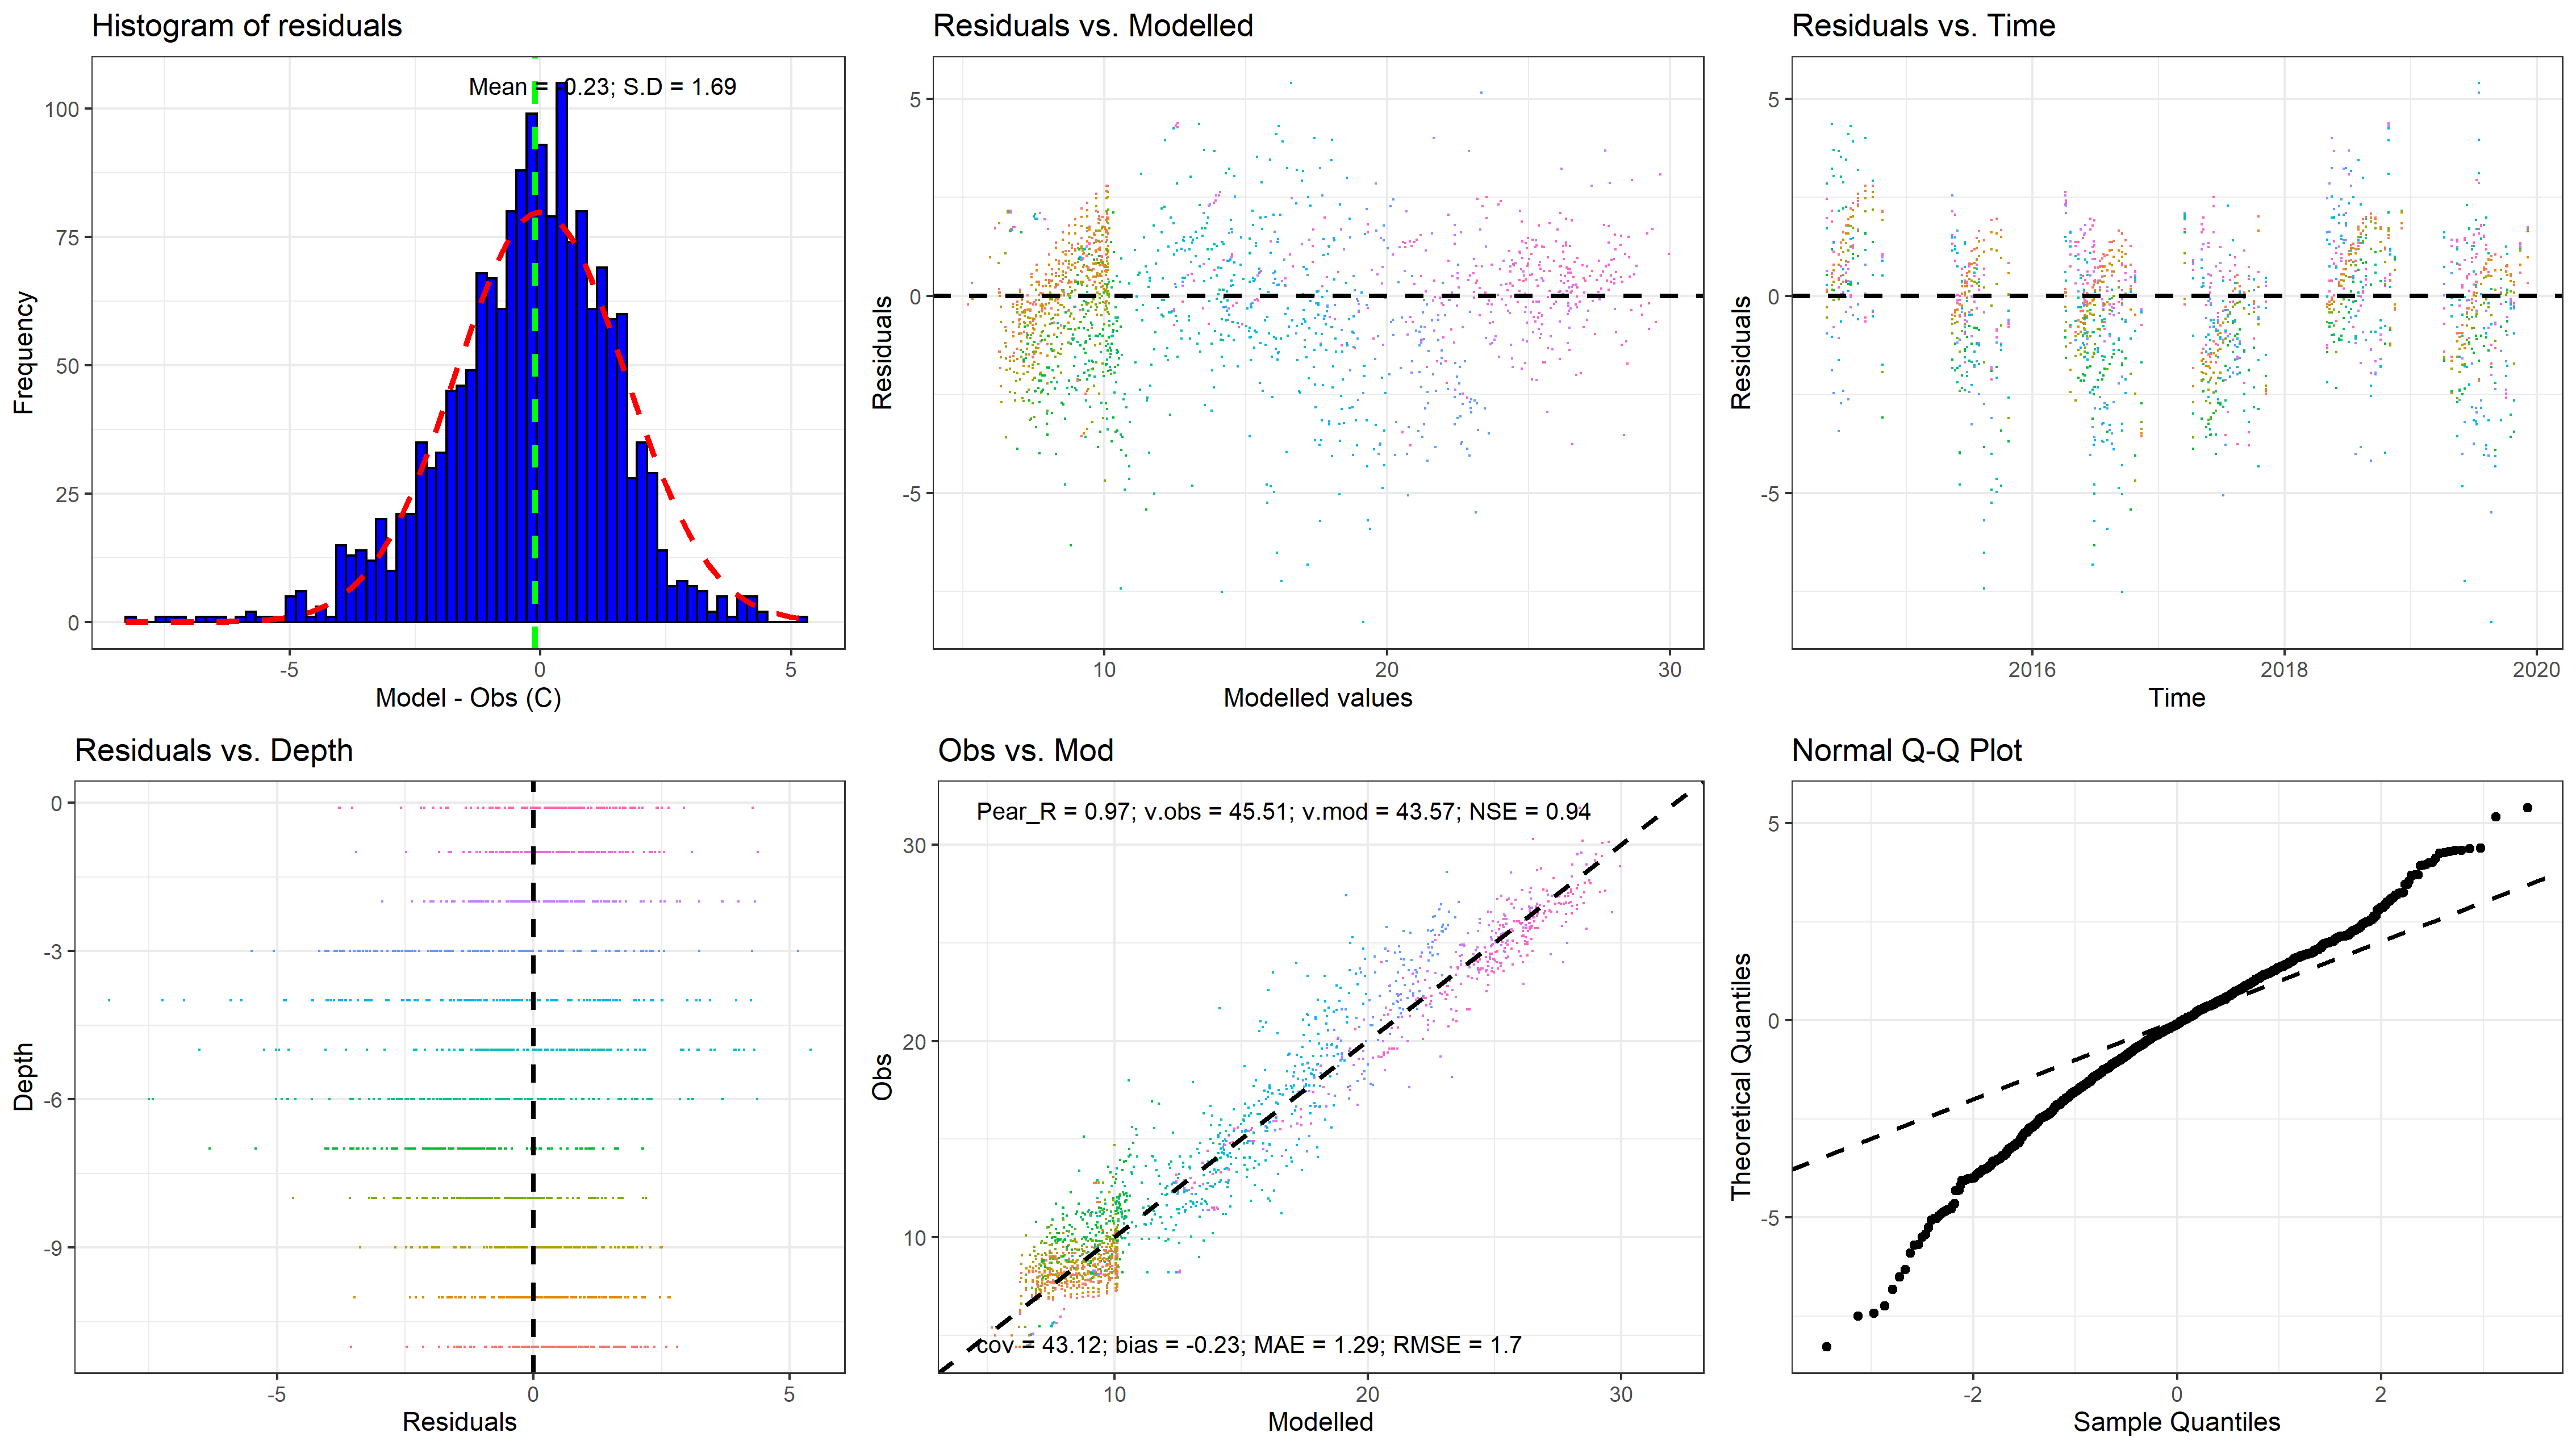 Histogram of residuals
Mean = -0.23; S.D = 1.69
Frequency
100
75
50
25
0
-5
0
5
Model - Obs (C)
Residuals vs. Modelled
Residuals
5
0
-5
10
20
30
Modelled values
Residuals vs. Time
Residuals
5
0
-5
2016
2018
2020
Time
Residuals vs. Depth
Depth
0
-3
-6
-9
-5
0
5
Residuals
Obs vs. Mod
Pear_R = 0.97; v.obs = 45.51; v.mod = 43.57; NSE = 0.94
Obs
30
20
10
cov = 43.12; bias = -0.23; MAE = 1.29; RMSE = 1.7
10
20
30
Modelled
Normal Q-Q Plot
Theoretical Quantiles
5
0
-5
-2
0
2
Sample Quantiles